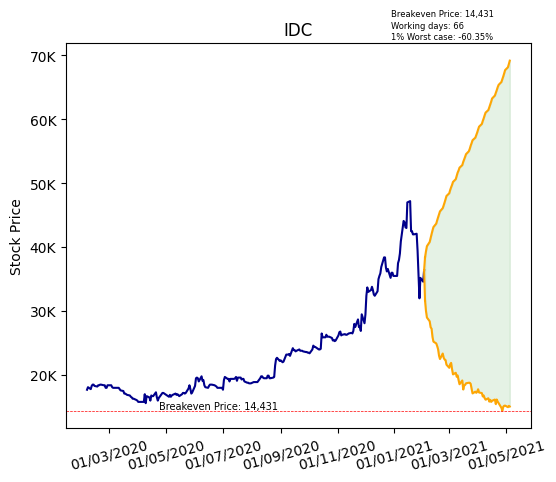 Breakeven Price: 14,431
Working days: 66
1% Worst case: -60.35%
IDC
70K
60K
50K
40K
30K
20K
Stock Price
Breakeven Price: 14,431
01/03/2020
01/05/2020
01/07/2020
01/09/2020
01/11/2020
01/01/2021
01/03/2021
01/05/2021